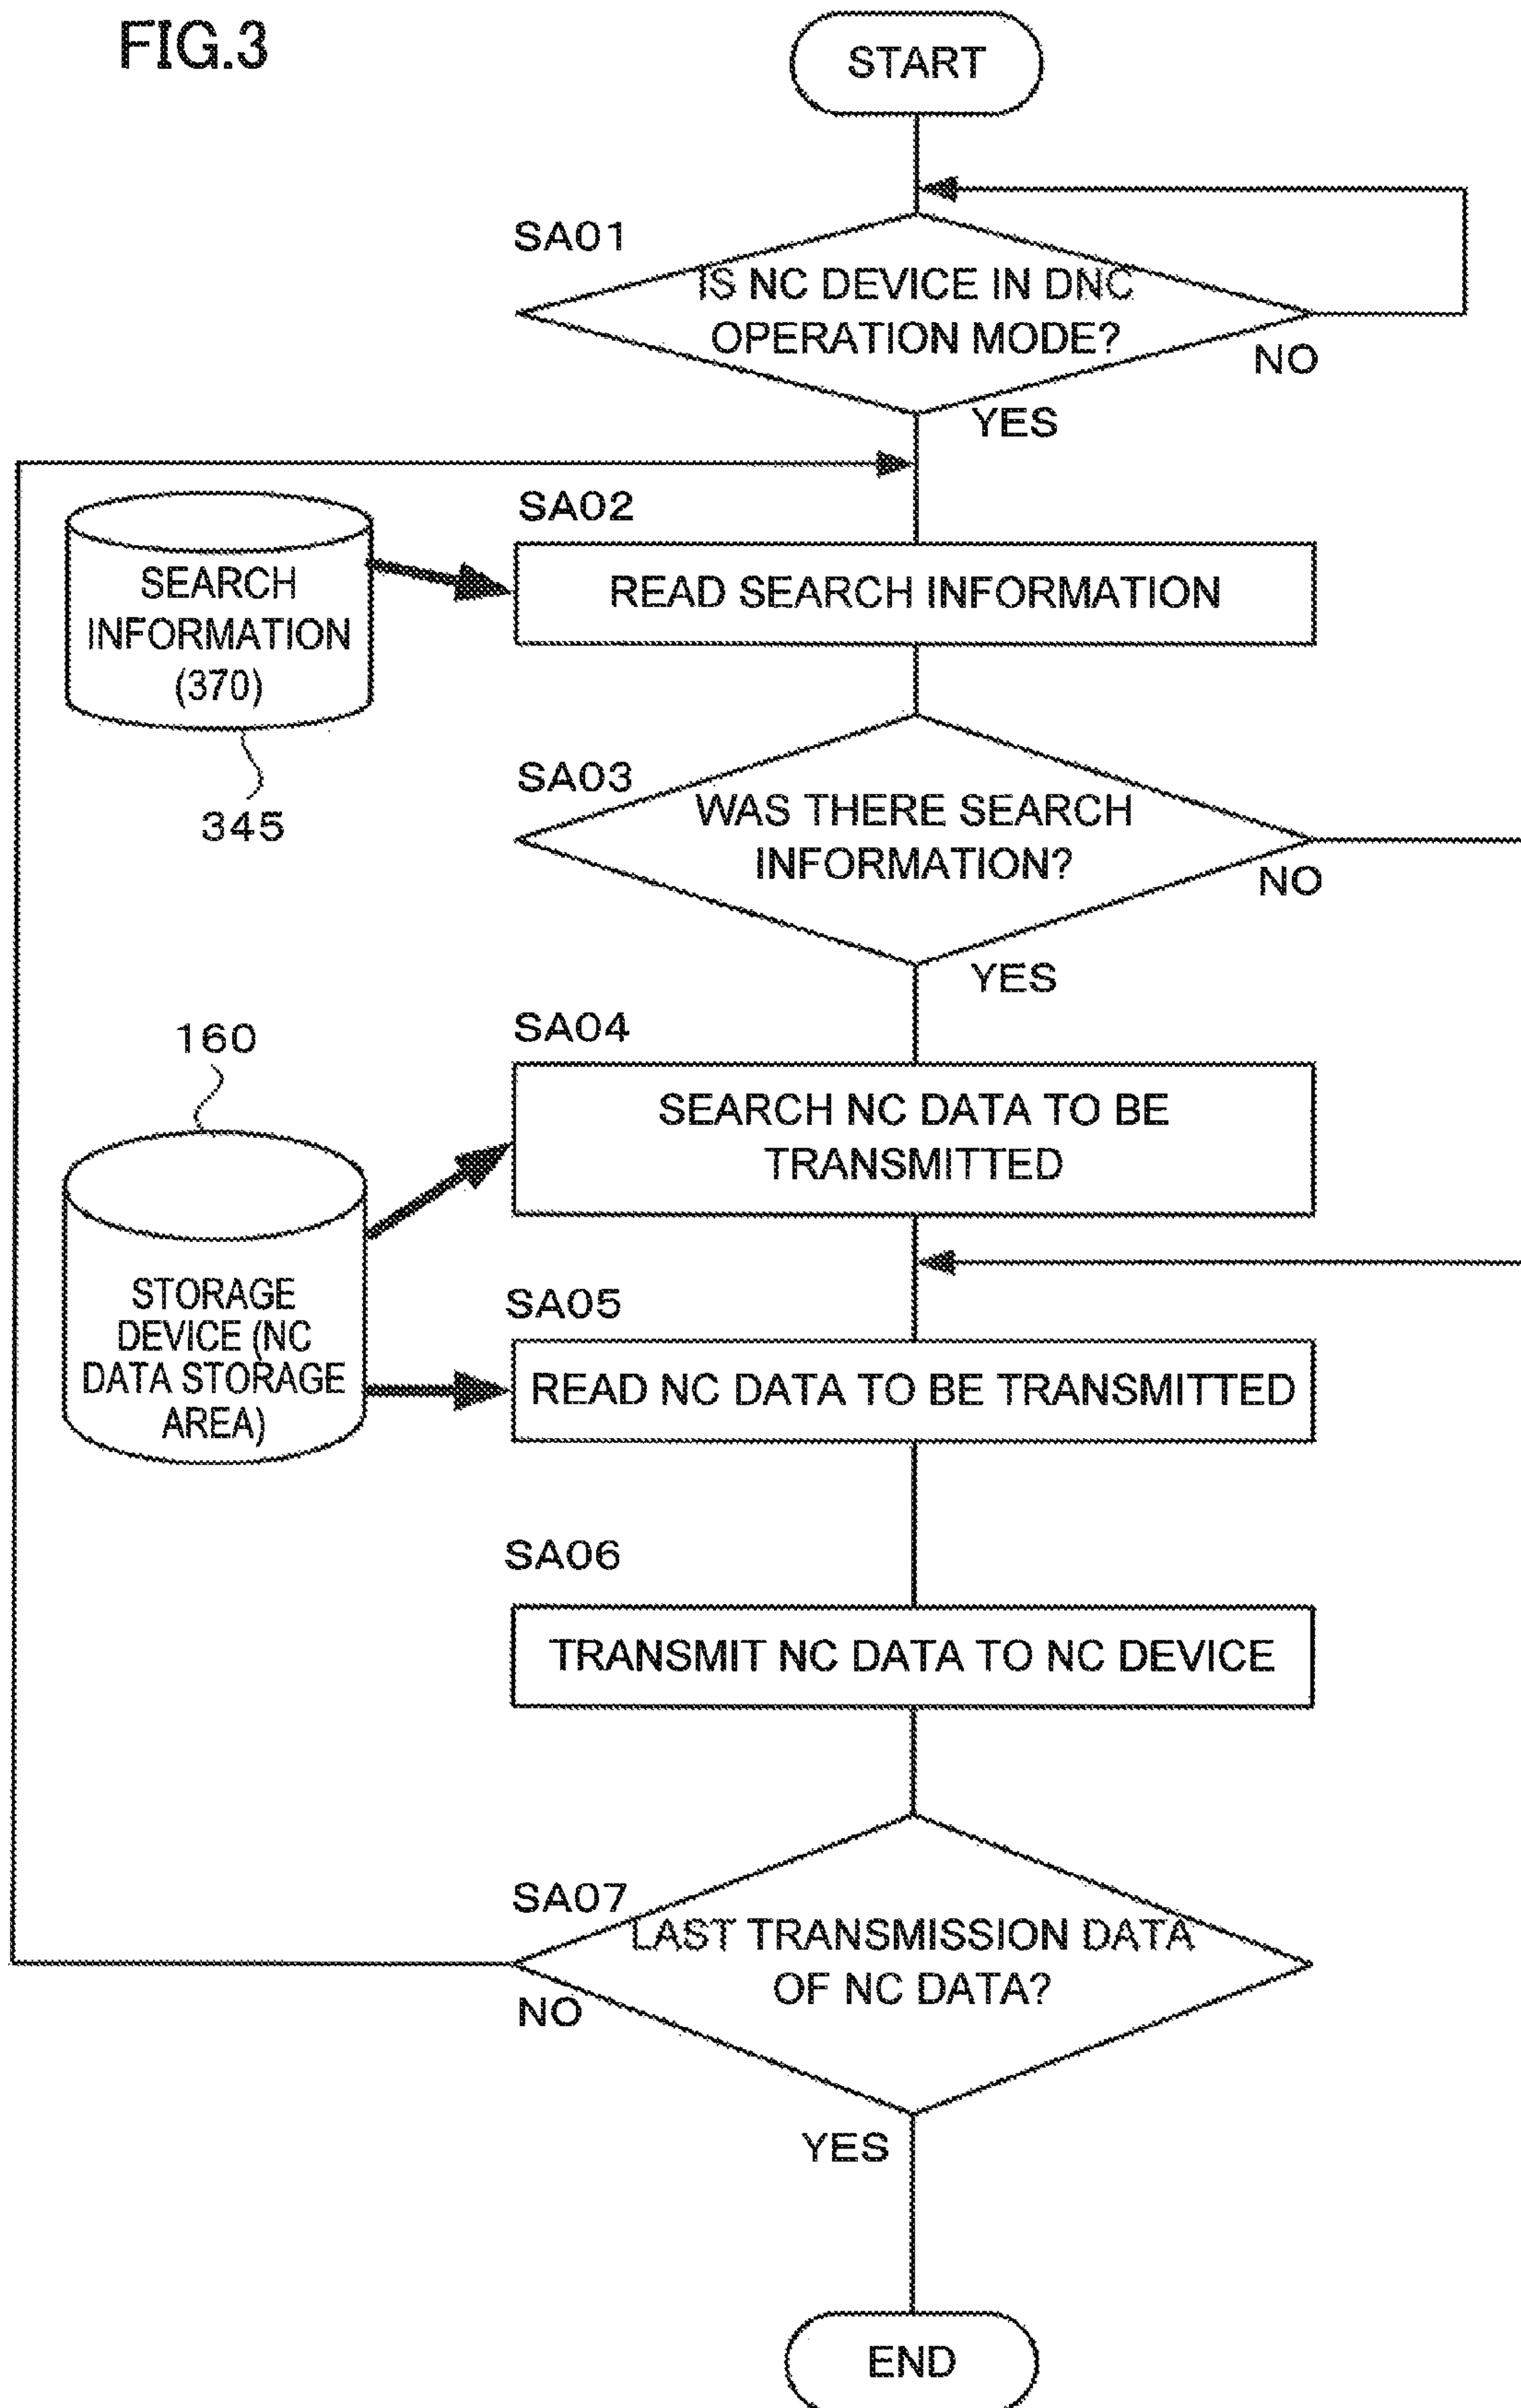 FIG.3
START
SA01
IS NC DEVICE IN DNC
OPERATION MODE?
NO
YES
SA02
READ SEARCH INFORMATION
SEARCH
INFORMATION
(370)
345
SA03
WAS THERE SEARCH
INFORMATION?
NO
YES
SA04
160
SEARCH NC DATA TO BE
TRANSMITTED
STORAGE
DEVICE (NC
DATA STORAGE
AREA)
SA05
READ NC DATA TO BE TRANSMITTED
SA06
TRANSMIT NC DATA TO NC DEVICE
SA07
LAST TRANSMISSION DATA
OF NC DATA?
NO
YES
END